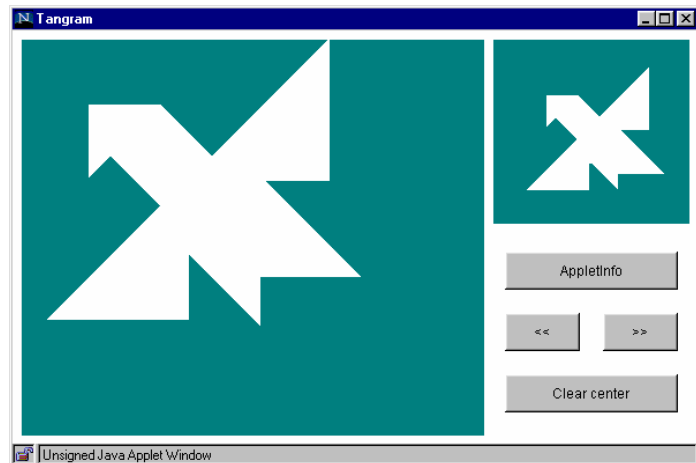 Tangram
AppletInfo
<<
>>
Clear center
Unsigned Java Applet Window